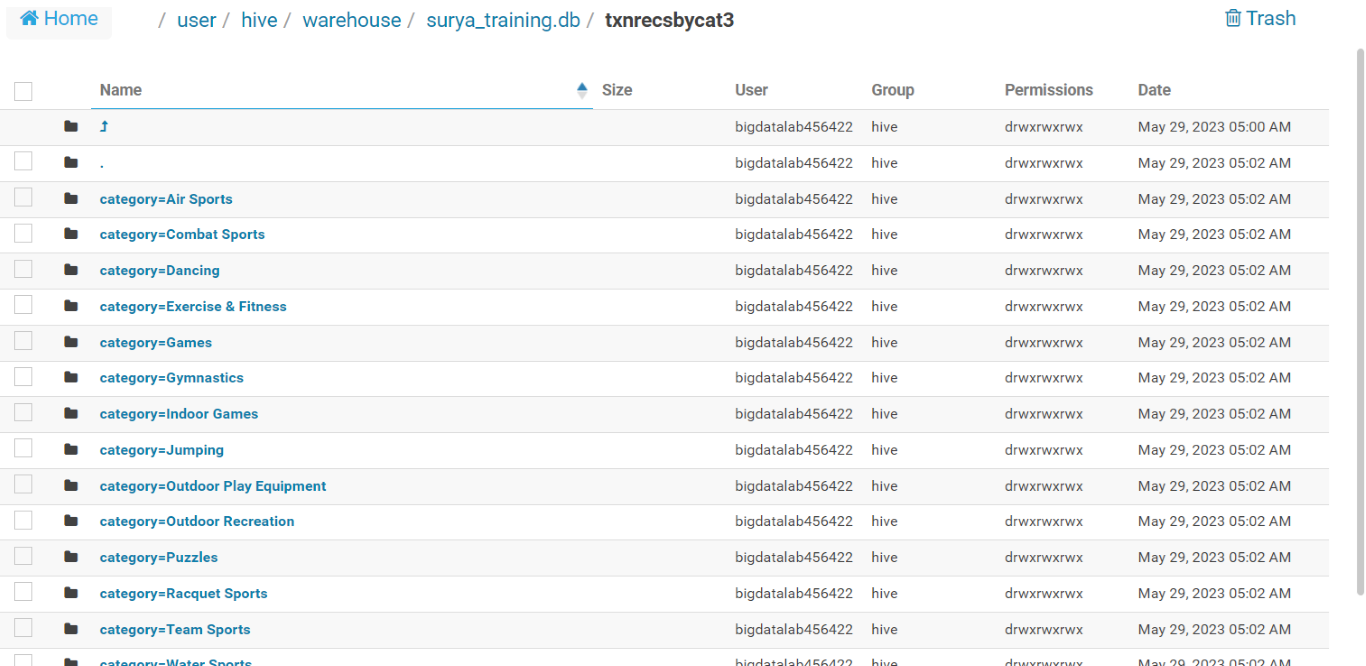 Home / user / hive / warehouse / surya_training.db / txnrecsbycat3 Trash
Name Size User Group Permissions Date
bigdatalab456422 hive drwxrwxrwx May 29, 2023 05:00 AM
. bigdatalab456422 hive drwxrwxrwx May 29, 2023 05:02 AM
category=Air Sports bigdatalab456422 hive drwxrwxrwx May 29, 2023 05:02 AM
category=Combat Sports bigdatalab456422 hive drwxrwxrwx May 29, 2023 05:02 AM
category=Dancing bigdatalab456422 hive drwxrwxrwx May 29, 2023 05:02 AM
category=Exercise & Fitness bigdatalab456422 hive drwxrwxrwx May 29, 2023 05:02 AM
category=Games bigdatalab456422 hive drwxrwxrwx May 29, 2023 05:02 AM
category=Gymnastics bigdatalab456422 hive drwxrwxrwx May 29, 2023 05:02 AM
category=Indoor Games bigdatalab456422 hive drwxrwxrwx May 29, 2023 05:02 AM
category=Jumping bigdatalab456422 hive drwxrwxrwx May 29, 2023 05:02 AM
category=Outdoor Play Equipment bigdatalab456422 hive drwxrwxrwx May 29, 2023 05:02 AM
category=Outdoor Recreation bigdatalab456422 hive drwxrwxrwx May 29, 2023 05:02 AM
category=Puzzles bigdatalab456422 hive drwxrwxrwx May 29, 2023 05:02 AM
category=Racquet Sports bigdatalab456422 hive drwxrwxrwx May 29, 2023 05:02 AM
category=Team Sports bigdatalab456422 hive drwxrwxrwx May 29, 2023 05:02 AM
category=Water Sports bigdatalab456422 hive drwxrwxrwx May 29, 2023 05:02 AM